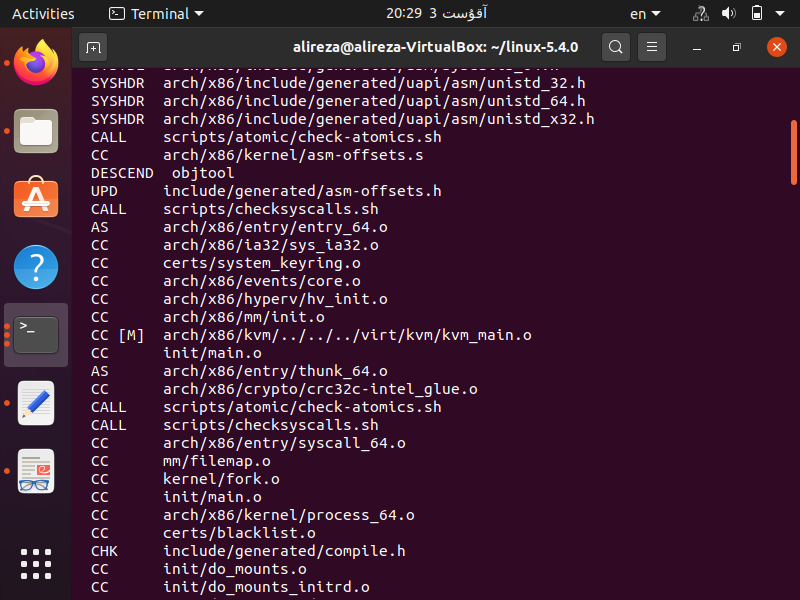 Activities
Terminal
20:29 3 آقۇست
en
alireza@alireza-VirtualBox: ~/linux-5.4.0
SYSHDR arch/x86/include/generated/uapi/asm/unistd_32.h
SYSHDR arch/x86/include/generated/uapi/asm/unistd_64.h
SYSHDR arch/x86/include/generated/uapi/asm/unistd_x32.h
CALL scripts/atomic/check-atomics.sh
CC arch/x86/kernel/asm-offsets.s
DESCEND objtool
UPD include/generated/asm-offsets.h
CALL scripts/checksyscalls.sh
AS arch/x86/entry/entry_64.o
CC arch/x86/ia32/sys_ia32.o
CC certs/system_keyring.o
CC arch/x86/events/core.o
CC arch/x86/hyperv/hv_init.o
CC arch/x86/mm/init.o
CC [M] arch/x86/kvm/../../../virt/kvm/kvm_main.o
CC init/main.o
AS arch/x86/entry/thunk_64.o
CC arch/x86/crypto/crc32c-intel_glue.o
CALL scripts/atomic/check-atomics.sh
CALL scripts/checksyscalls.sh
CC arch/x86/entry/syscall_64.o
CC mm/filemap.o
CC kernel/fork.o
CC init/main.o
CC arch/x86/kernel/process_64.o
CC certs/blacklist.o
CHK include/generated/compile.h
CC init/do_mounts.o
CC init/do_mounts_initrd.o